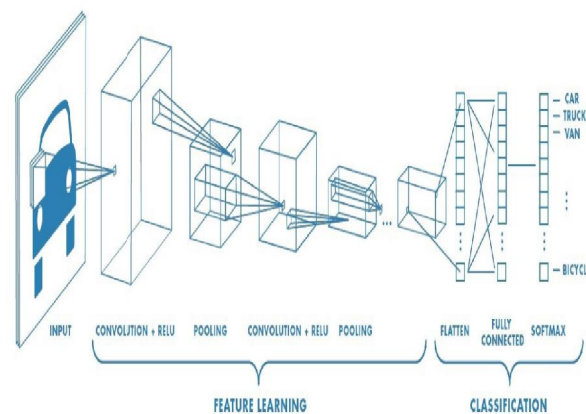 CAR
TRUCK
VAN
BICYCL
INPUT
CONVOLUTION + RELU
POOLING
CONVOLUTION + RELU
POOLING
FLATTEN
FULLY
CONNECTED
SOFTMAX
FEATURE LEARNING
CLASSIFICATION